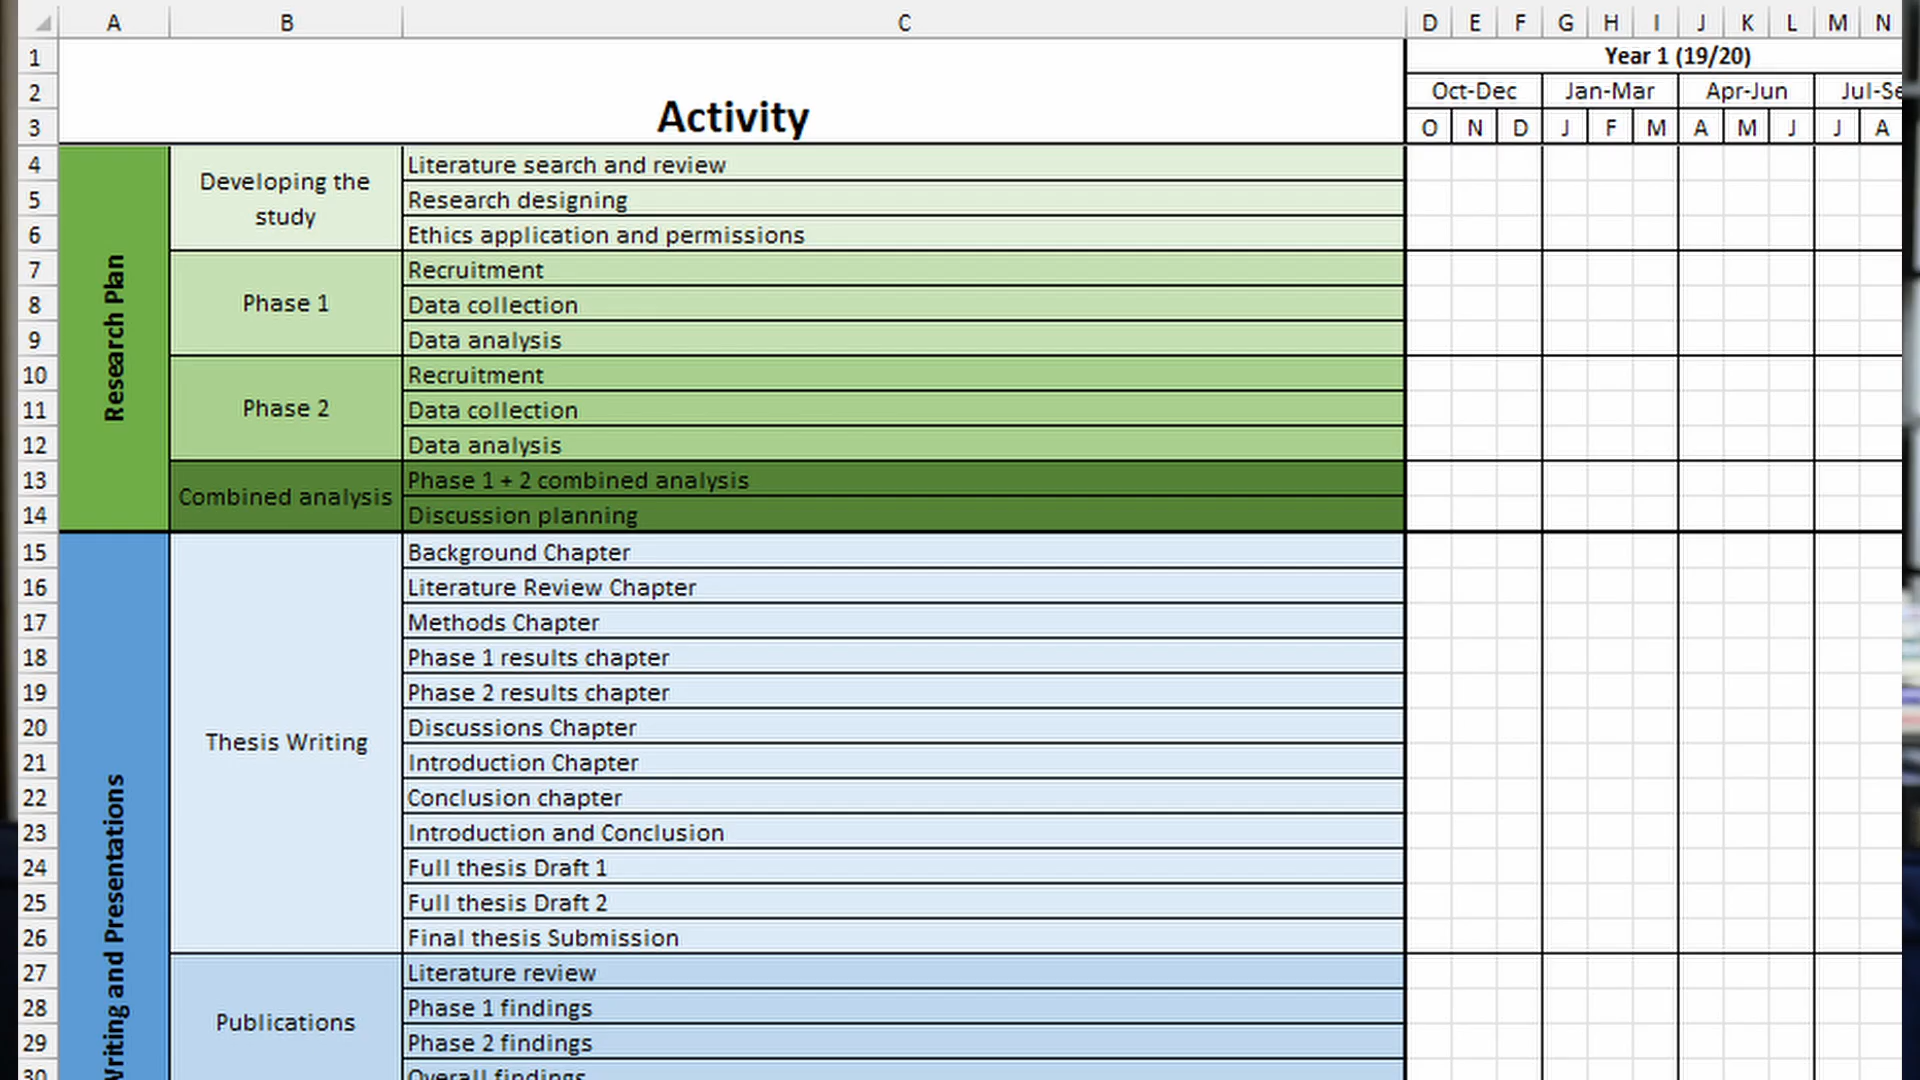 A B C D E F G H I J K L M N
1 Year 1 (19/20)
2 Oct-Dec Jan-Mar Apr-Jun Jul-Se
3 Activity O N D J F M A M J J A
Research Plan
4 Developing the study Literature search and review
5 Research designing
6 Ethics application and permissions
7 Phase 1 Recruitment
8 Data collection
9 Data analysis
10 Phase 2 Recruitment
11 Data collection
12 Data analysis
13 Combined analysis Phase 1 + 2 combined analysis
14 Discussion planning
Writing and Presentations
15 Thesis Writing Background Chapter
16 Literature Review Chapter
17 Methods Chapter
18 Phase 1 results chapter
19 Phase 2 results chapter
20 Discussions Chapter
21 Introduction Chapter
22 Conclusion chapter
23 Introduction and Conclusion
24 Full thesis Draft 1
25 Full thesis Draft 2
26 Final thesis Submission
27 Publications Literature review
28 Phase 1 findings
29 Phase 2 findings
30 Overall findings